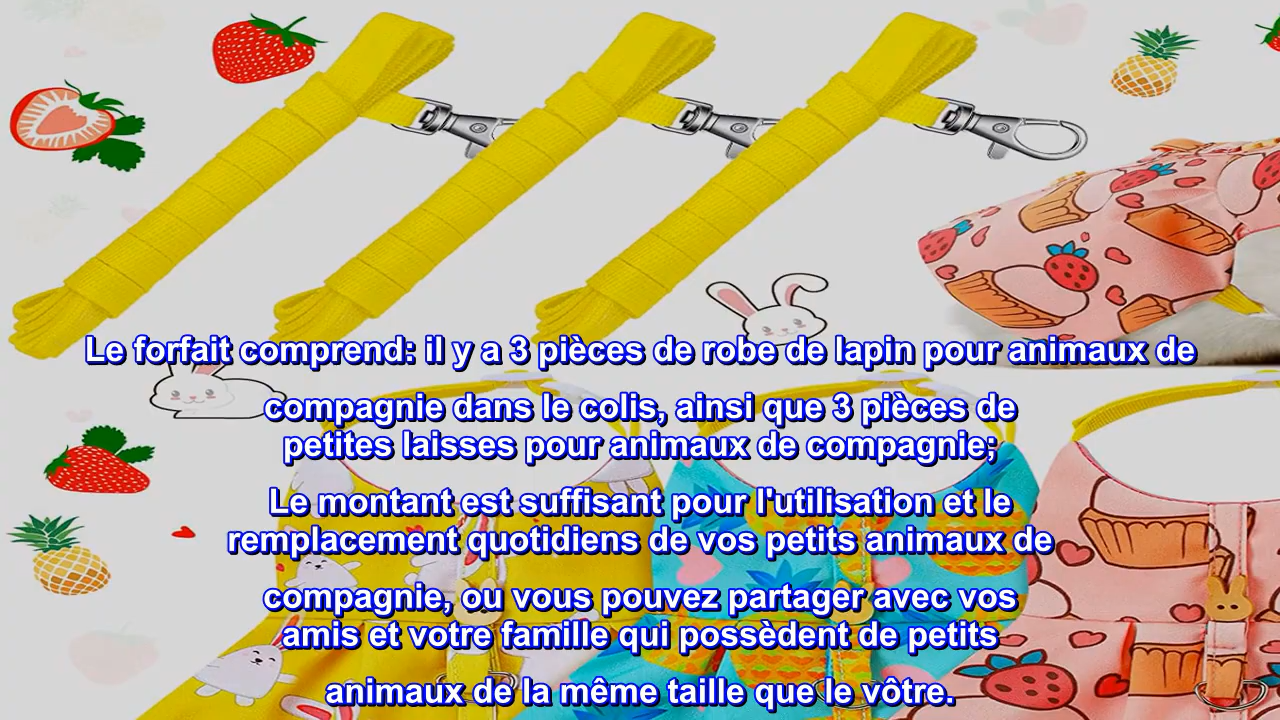 Le forfait comprend: il y a 3 pièces de robe de lapin pour animaux de
compagnie dans le colis, ainsi que 3 pièces de
petites laisses pour animaux de compagnie;
Le montant est suffisant pour l'utilisation et le
remplacement quotidiens de vos petits animaux de
compagnie, ou vous pouvez partager avec vos
amis et votre famille qui possèdent de petits
animaux de la même taille que le vôtre.